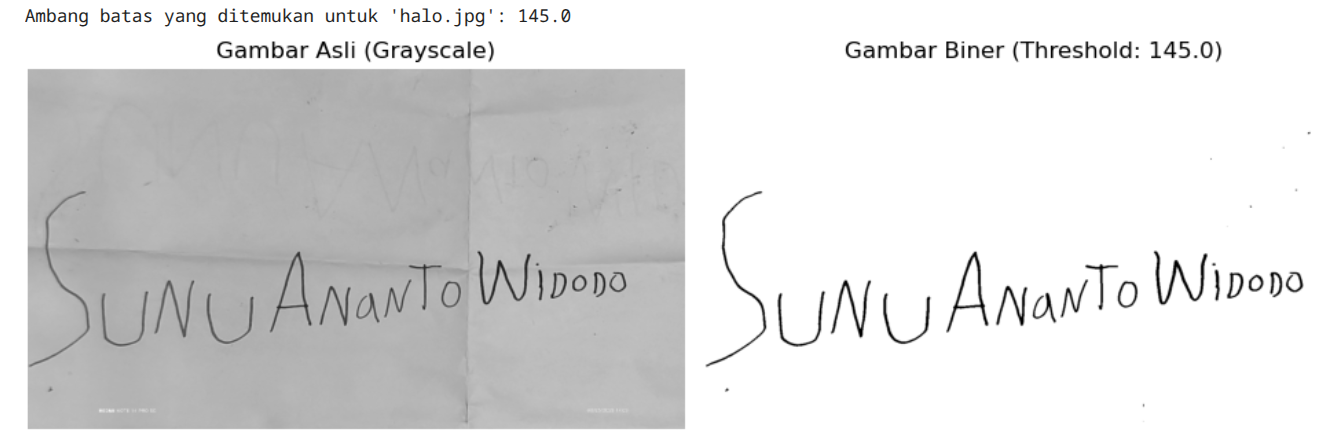 Ambang batas yang ditemukan untuk 'halo.jpg': 145.0
Gambar Asli (Grayscale)
Gambar Biner (Threshold: 145.0)
SUNU ANaNTo WiDoDo
SUNU ANaNTo WiDoDo